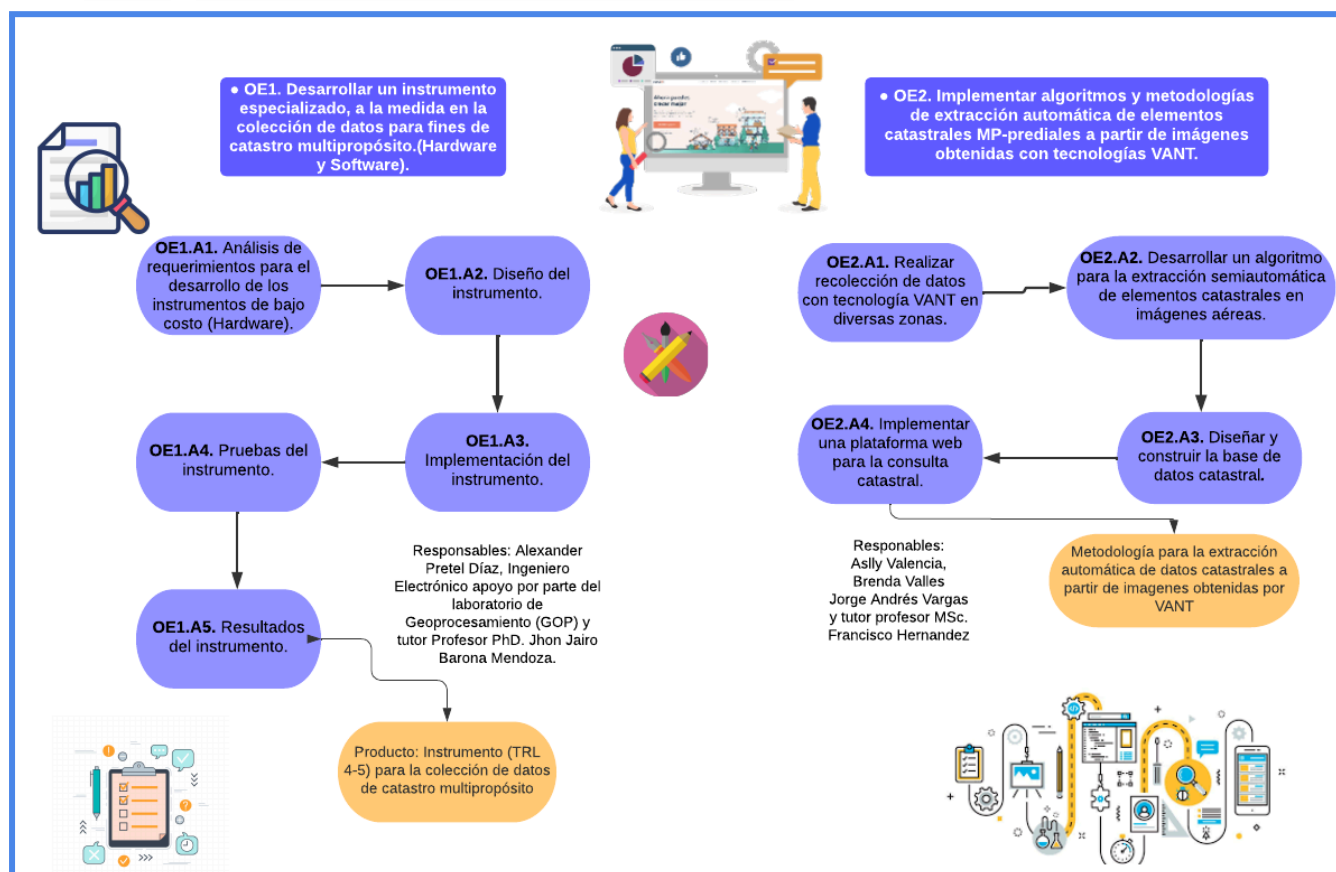 ● OE1. Desarrollar un instrumento
especializado, a la medida en la
colección de datos para fines de
catastro multipropósito.(Hardware
y Software).
● OE2. Implementar algoritmos y metodologías
de extracción automática de elementos
catastrales MP-prediales a partir de imágenes
obtenidas con tecnologías VANT.
OE1.A1. Análisis de
requerimientos para el
desarrollo de los
instrumentos de bajo
costo (Hardware).
OE1.A2. Diseño del
instrumento.
OE1.A3.
Implementación del
instrumento.
OE1.A4. Pruebas del
instrumento.
OE1.A5. Resultados
del instrumento.
Responsables: Alexander
Pretel Díaz, Ingeniero
Electrónico apoyo por parte del
laboratorio de
Geoprocesamiento (GOP) y
tutor Profesor PhD. Jhon Jairo
Barona Mendoza.
Producto: Instrumento (TRL
4-5) para la colección de datos
de catastro multipropósito
OE2.A1. Realizar
recolección de datos
con tecnología VANT en
diversas zonas.
OE2.A2. Desarrollar un algoritmo
para la extracción semiautomática
de elementos catastrales en
imágenes aéreas.
OE2.A3. Diseñar y
construir la base de
datos catastral.
OE2.A4. Implementar
una plataforma web
para la consulta
catastral.
Responables:
Aslly Valencia,
Brenda Valles
Jorge Andrés Vargas
y tutor profesor MSc.
Francisco Hernandez
Metodología para la extracción
automática de datos catastrales a
partir de imagenes obtenidas por
VANT